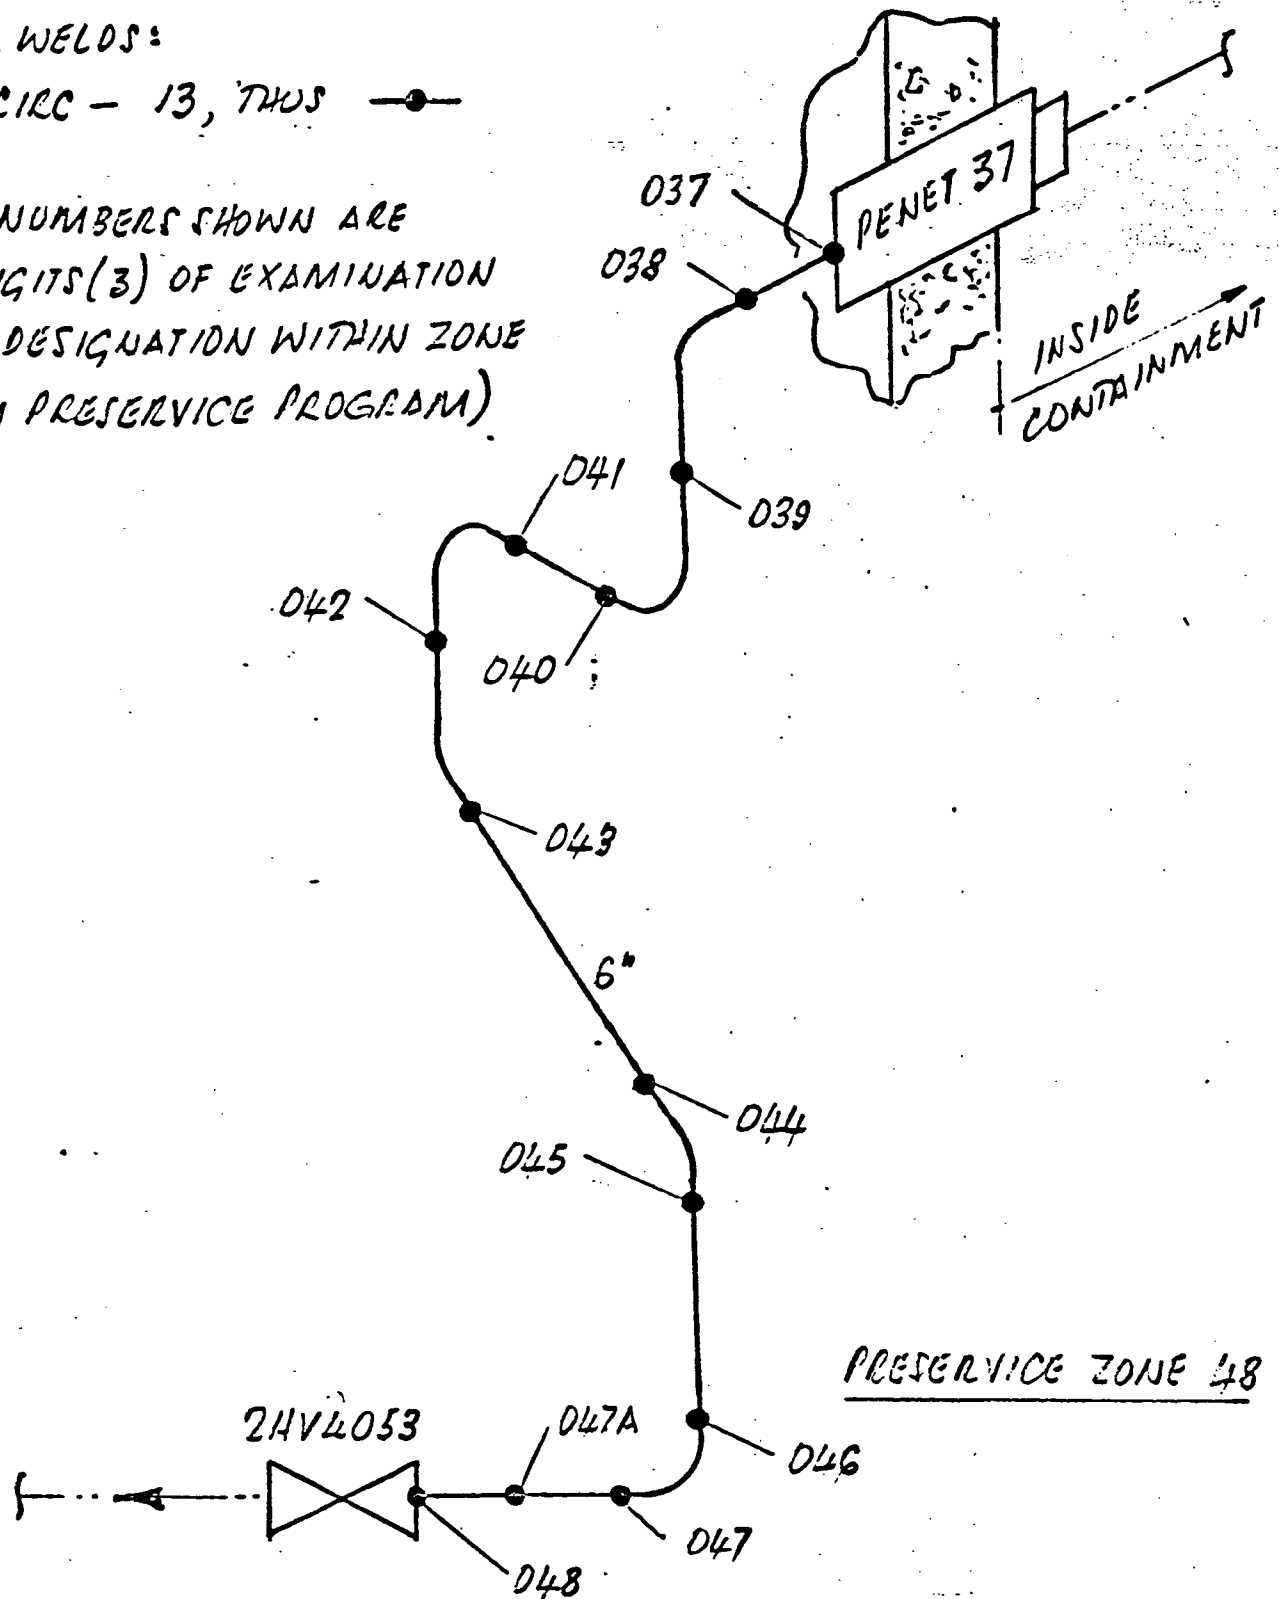 WELDS:
CIRC - 13, THUS
NUMBERS SHOWN ARE
GITS (3) OF EXAMINATION
DESIGNATION WITHIN ZONE
PRESERVICE PROGRAM)
PENET 37
037
038
INSIDE
CONTAINMENT
041
039
042
040
043
6"
044
045
PRESERVICE ZONE 48
2HV4053
047A
046
047
048